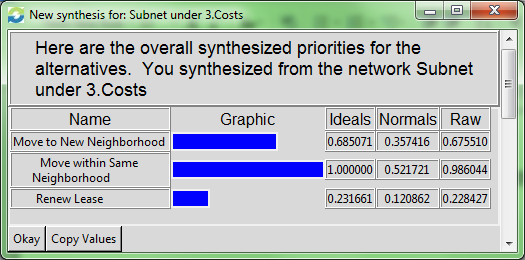 New synthesis for: Subnet under 3.Costs
Here are the overall synthesized priorities for the
alternatives. You synthesized from the network Subnet
under 3.Costs
Name Graphic Ideals Normals Raw
Move to New Neighborhood 0.685071 0.357416 0.675510
Move within Same
Neighborhood 1.000000 0.521721 0.986044
Renew Lease 0.231661 0.120862 0.228427
Okay Copy Values